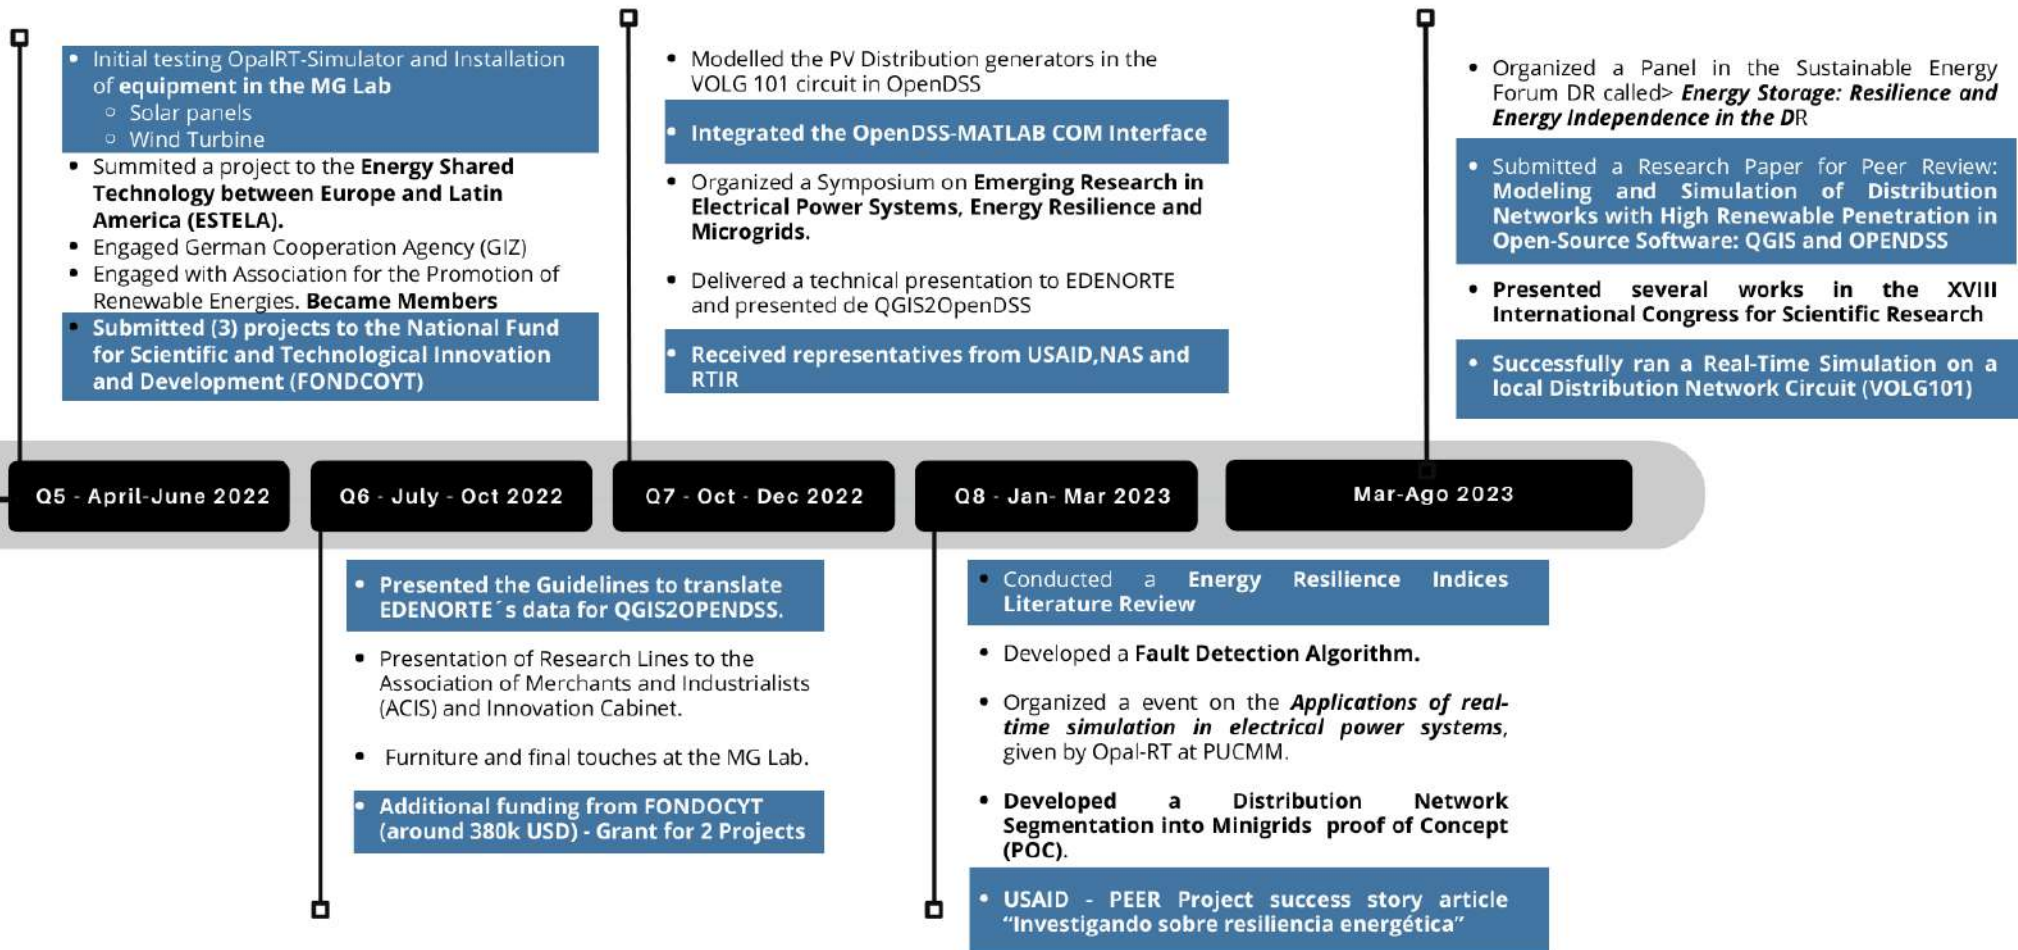 • Initial testing OpalRT-Simulator and Installation
of equipment in the MG Lab
○ Solar panels
○ Wind Turbine
• Summited a project to the Energy Shared
Technology between Europe and Latin
America (ESTELA).
• Engaged German Cooperation Agency (GIZ)
• Engaged with Association for the Promotion of
Renewable Energies. Became Members
• Submitted (3) projects to the National Fund
for Scientific and Technological Innovation
and Development (FONDCOYT)
• Modelled the PV Distribution generators in the
VOLG 101 circuit in OpenDSS
• Integrated the OpenDSS-MATLAB COM Interface
• Organized a Symposium on Emerging Research in
Electrical Power Systems, Energy Resilience and
Microgrids.
• Delivered a technical presentation to EDENORTE
and presented de QGIS2OpenDSS
• Received representatives from USAID,NAS and
RTIR
• Organized a Panel in the Sustainable Energy
Forum DR called> Energy Storage: Resilience and
Energy Independence in the DR
• Submitted a Research Paper for Peer Review:
Modeling and Simulation of Distribution
Networks with High Renewable Penetration in
Open-Source Software: QGIS and OPENDSS
• Presented several works in the XVIII
International Congress for Scientific Research
• Successfully ran a Real-Time Simulation on a
local Distribution Network Circuit (VOLG101)
Q5 - April-June 2022
Q6 - July - Oct 2022
Q7 - Oct - Dec 2022
Q8 - Jan- Mar 2023
Mar-Ago 2023
• Presented the Guidelines to translate
EDENORTE´s data for QGIS2OPENDSS.
• Presentation of Research Lines to the
Association of Merchants and Industrialists
(ACIS) and Innovation Cabinet.
• Furniture and final touches at the MG Lab.
• Additional funding from FONDOCYT
(around 380k USD) - Grant for 2 Projects
• Conducted a Energy Resilience Indices
Literature Review
• Developed a Fault Detection Algorithm.
• Organized a event on the Applications of real-
time simulation in electrical power systems,
given by Opal-RT at PUCMM.
• Developed a Distribution Network
Segmentation into Minigrids proof of Concept
(POC).
• USAID - PEER Project success story article
“Investigando sobre resiliencia energética”